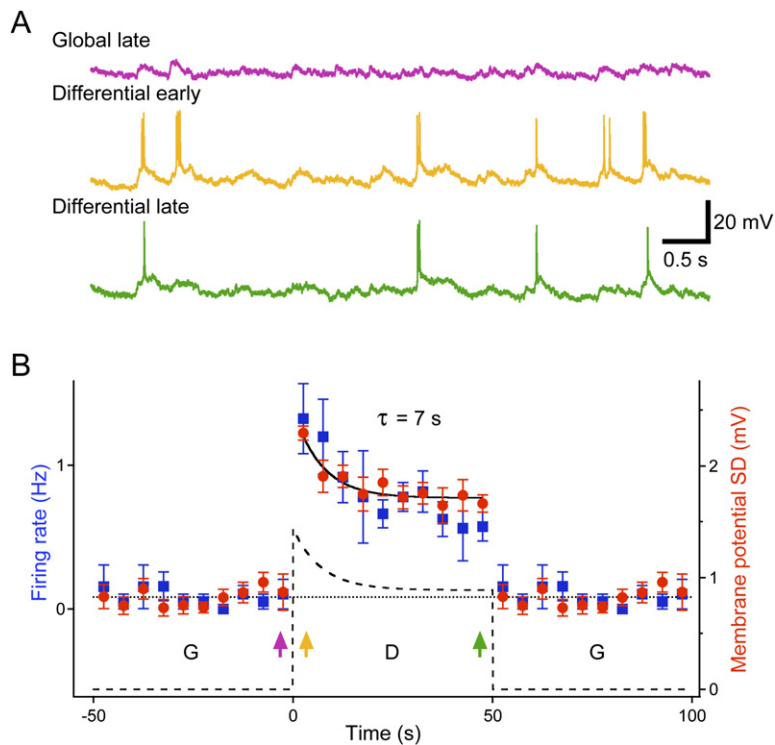 A
Global late
Differential early
Differential late
20 mV
0.5 s
B
τ = 7 s
Firing rate (Hz)
1
0
Membrane potential SD (mV)
2
1
0
G
D
G
-50
0
50
100
Time (s)